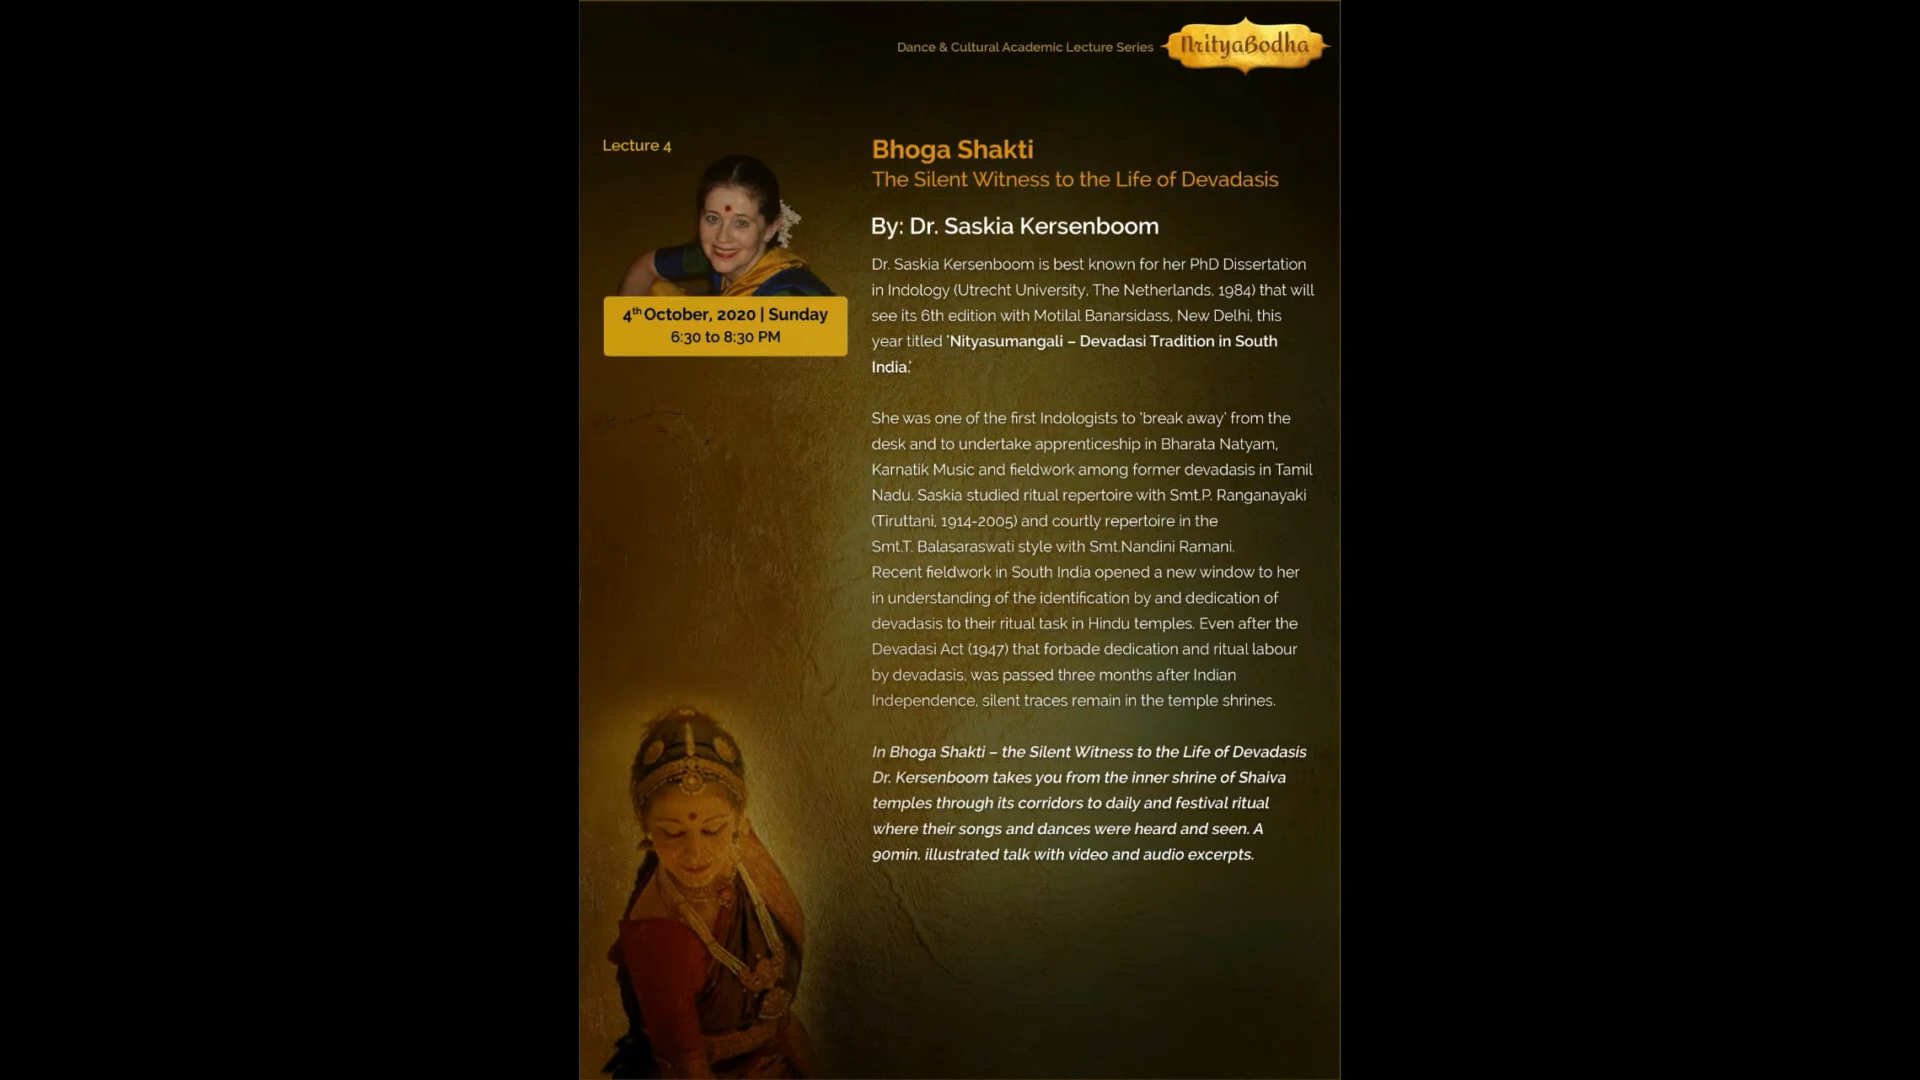 Dance & Cultural Academic Lecture Series
NrityaBodha
Lecture 4
4th October, 2020 | Sunday
6:30 to 8:30 PM
Bhoga Shakti
The Silent Witness to the Life of Devadasis
By: Dr. Saskia Kersenboom
Dr. Saskia Kersenboom is best known for her PhD Dissertation
in Indology (Utrecht University, The Netherlands, 1984) that will
see its 6th edition with Motilal Banarsidass, New Delhi, this
year titled 'Nityasumangali – Devadasi Tradition in South
India.'
She was one of the first Indologists to 'break away' from the
desk and to undertake apprenticeship in Bharata Natyam,
Karnatik Music and fieldwork among former devadasis in Tamil
Nadu. Saskia studied ritual repertoire with Smt.P. Ranganayaki
(Tiruttani, 1914-2005) and courtly repertoire in the
Smt.T. Balasaraswati style with Smt.Nandini Ramani.
Recent fieldwork in South India opened a new window to her
in understanding of the identification by and dedication of
devadasis to their ritual task in Hindu temples. Even after the
Devadasi Act (1947) that forbade dedication and ritual labour
by devadasis, was passed three months after Indian
Independence, silent traces remain in the temple shrines.
In Bhoga Shakti – the Silent Witness to the Life of Devadasis
Dr. Kersenboom takes you from the inner shrine of Shaiva
temples through its corridors to daily and festival ritual
where their songs and dances were heard and seen. A
90min. illustrated talk with video and audio excerpts.